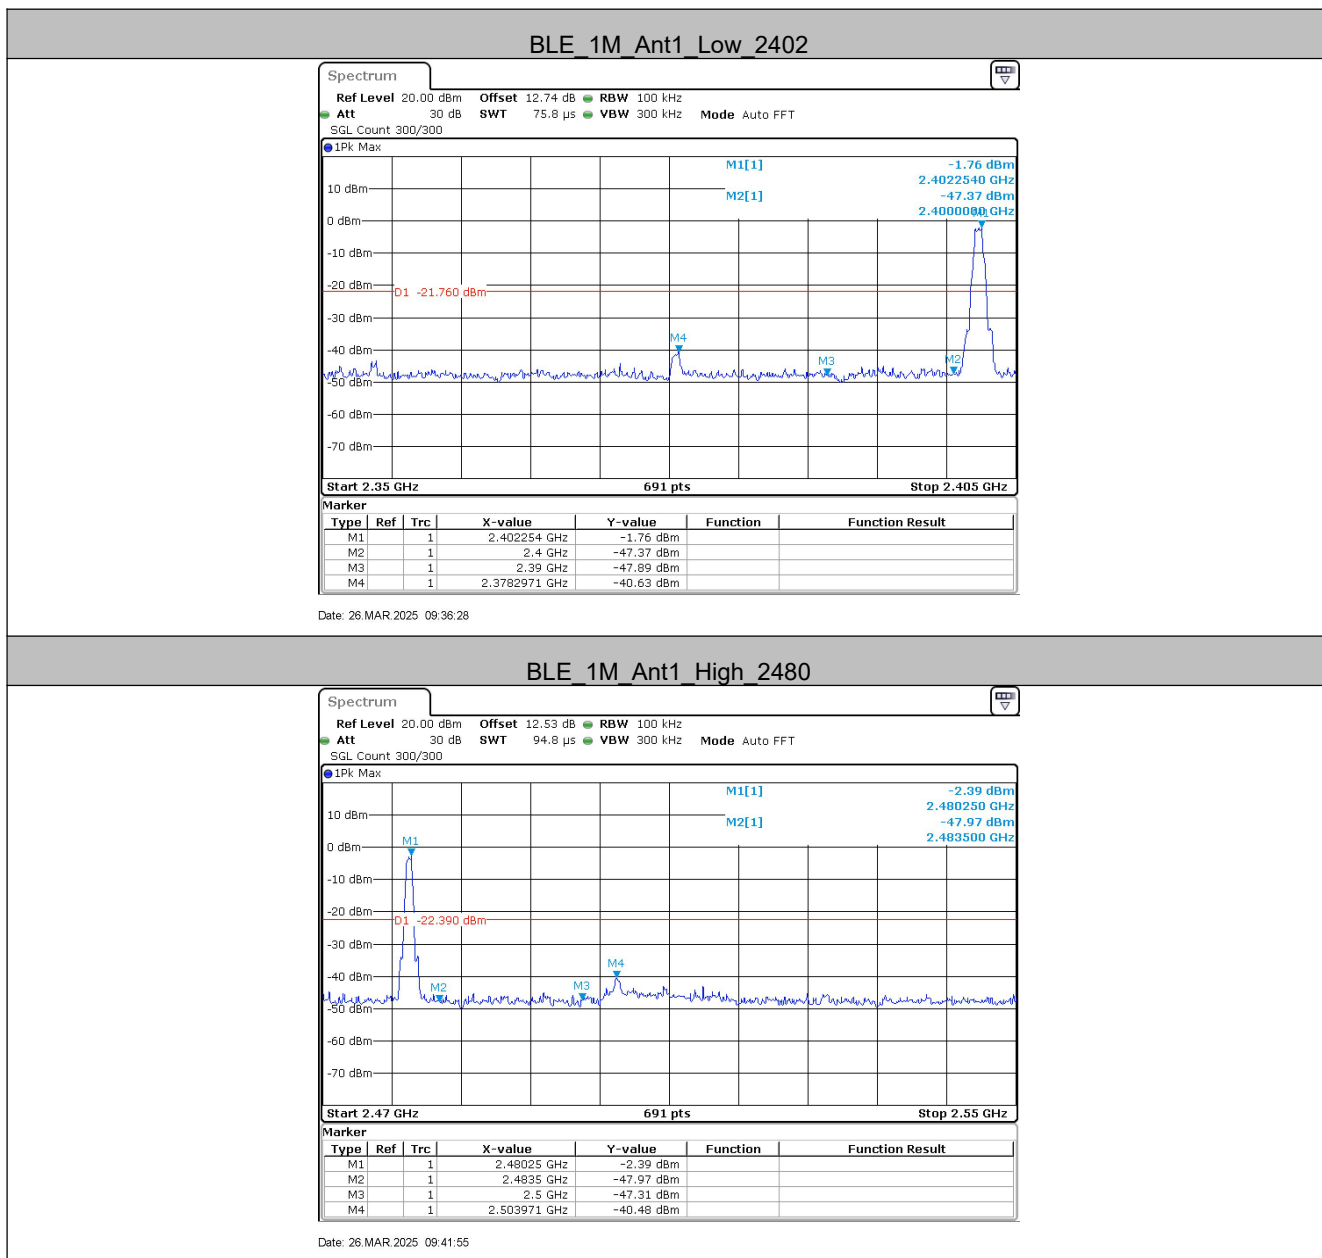 BLE_1M_Ant1_Low_2402
Spectrum
Ref Level 20.00 dBm Offset 12.74 dB RBW 100 kHz
Att 30 dB SWT 75.8 µs VBW 300 kHz Mode Auto FFT
SGL Count 300/300
1Pk Max
M1[1] -1.76 dBm
2.4022540 GHz
M2[1] -47.37 dBm
2.4000000 GHz
M1
10 dBm
0 dBm
-10 dBm
-20 dBm
D1 -21.760 dBm
-30 dBm
M4
-40 dBm
M3
M2
-50 dBm
-60 dBm
-70 dBm
Start 2.35 GHz 691 pts Stop 2.405 GHz
Marker
Type Ref Trc X-value Y-value Function Function Result
M1 1 2.402254 GHz -1.76 dBm
M2 1 2.4 GHz -47.37 dBm
M3 1 2.39 GHz -47.89 dBm
M4 1 2.3782971 GHz -40.63 dBm
Date: 26.MAR.2025 09:36:28
BLE_1M_Ant1_High_2480
Spectrum
Ref Level 20.00 dBm Offset 12.53 dB RBW 100 kHz
Att 30 dB SWT 94.8 µs VBW 300 kHz Mode Auto FFT
SGL Count 300/300
1Pk Max
M1[1] -2.39 dBm
2.480250 GHz
M2[1] -47.97 dBm
2.483500 GHz
10 dBm
M1
0 dBm
-10 dBm
-20 dBm
D1 -22.390 dBm
-30 dBm
M4
-40 dBm
M2
M3
-50 dBm
-60 dBm
-70 dBm
Start 2.47 GHz 691 pts Stop 2.55 GHz
Marker
Type Ref Trc X-value Y-value Function Function Result
M1 1 2.48025 GHz -2.39 dBm
M2 1 2.4835 GHz -47.97 dBm
M3 1 2.5 GHz -47.31 dBm
M4 1 2.503971 GHz -40.48 dBm
Date: 26.MAR.2025 09:41:55